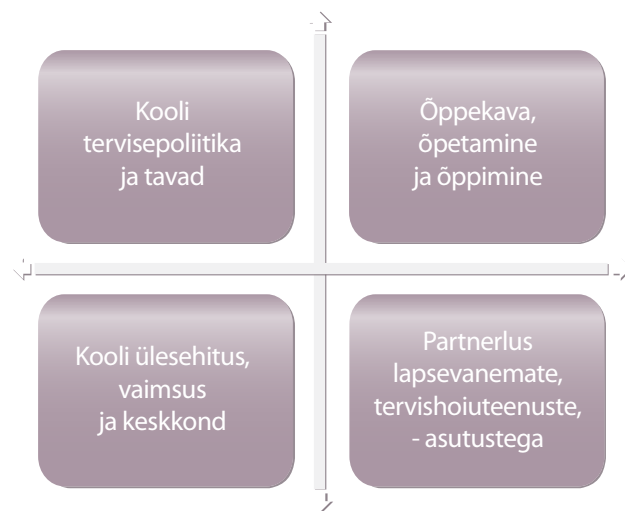 Kooli
tervisepoliitika
ja tavad
Õppekava,
õpetamine
ja õppimine
Kooli ülesehitus,
vaimsus
ja keskkond
Partnerlus
lapsevanemate,
tervishoiuteenuste,
- asutustega